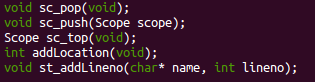 void sc_pop(void);
void sc_push(Scope scope);
Scope sc_top(void);
int addLocation(void);
void st_addLineno(char* name, int lineno);